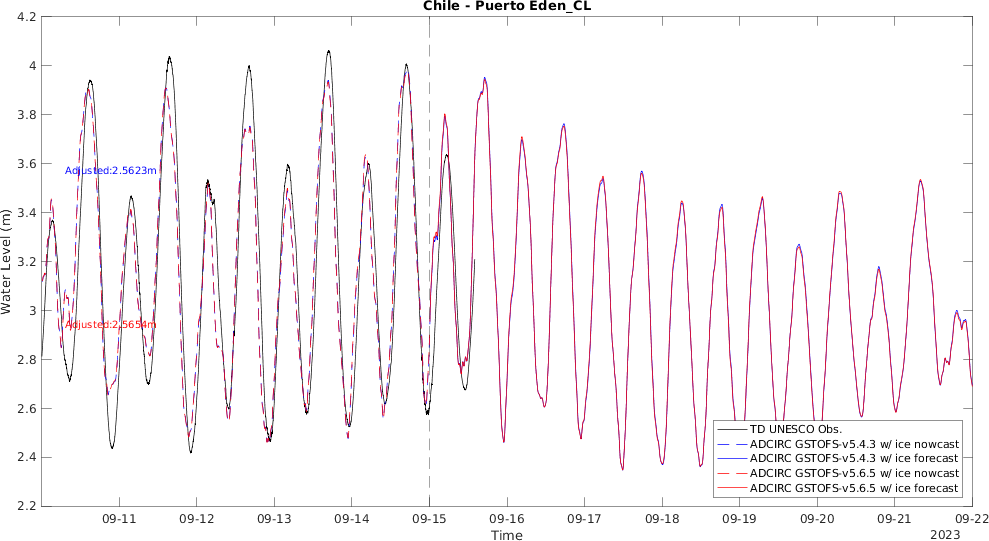 Chile - Puerto Eden_CL
4.2
4
3.8
3.6
3.4
3.2
3
2.8
2.6
2.4
2.2
Water Level (m)
Adjusted:2.5623m
Adjusted:2.5654m
TD UNESCO Obs.
ADCIRC GSTOFS-v5.4.3 w/ ice nowcast
ADCIRC GSTOFS-v5.4.3 w/ ice forecast
ADCIRC GSTOFS-v5.6.5 w/ ice nowcast
ADCIRC GSTOFS-v5.6.5 w/ ice forecast
09-11 09-12 09-13 09-14 09-15 09-16 09-17 09-18 09-19 09-20 09-21 09-22
Time
2023